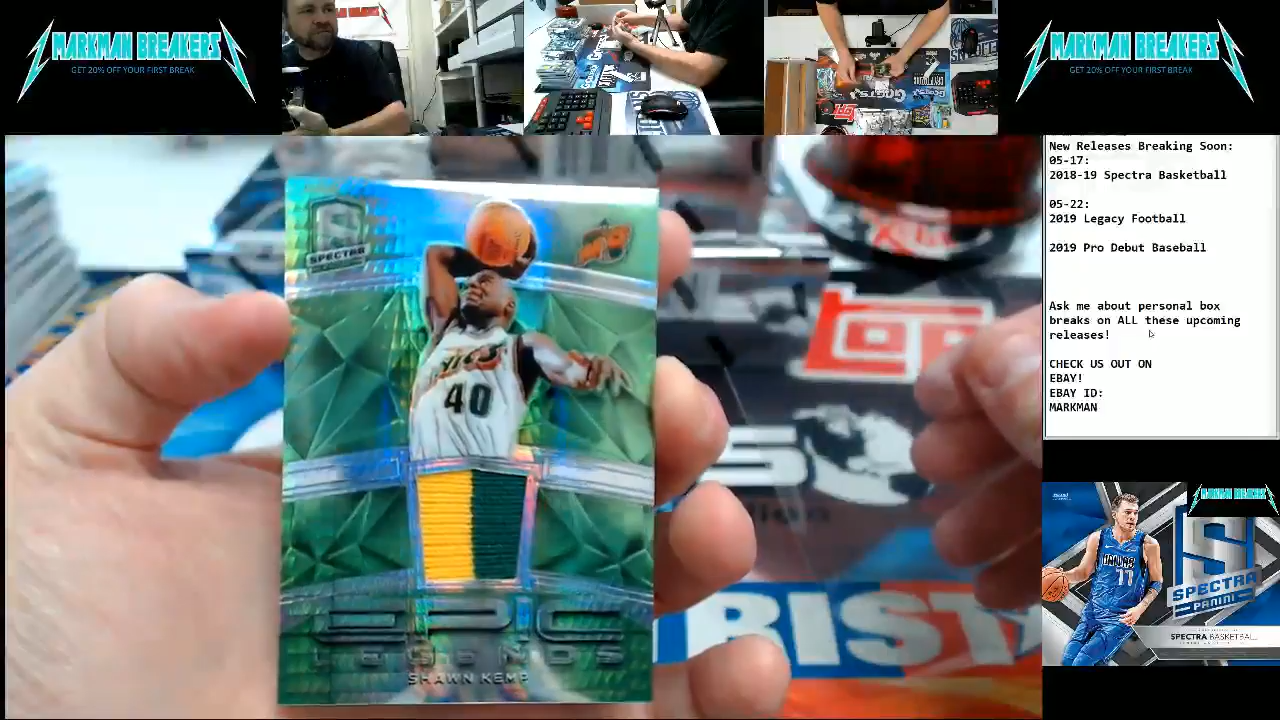 MARKMAN BREAKERS
GET 20% OFF YOUR FIRST BREAK
MARKMAN BREAKERS
GET 20% OFF YOUR FIRST BREAK
New Releases Breaking Soon:
05-17:
2018-19 Spectra Basketball
05-22:
2019 Legacy Football
2019 Pro Debut Baseball
Ask me about personal box
breaks on ALL these upcoming
releases!
CHECK US OUT ON
EBAY!
EBAY ID:
MARKMAN
SPECTRA
40
EPIC
LEGENDS
SHAWN KEMP
RIST
MARKMAN BREAKERS
DALLAS
77
S
SPECTRA
PANINI
SPECTRA BASKETBALL